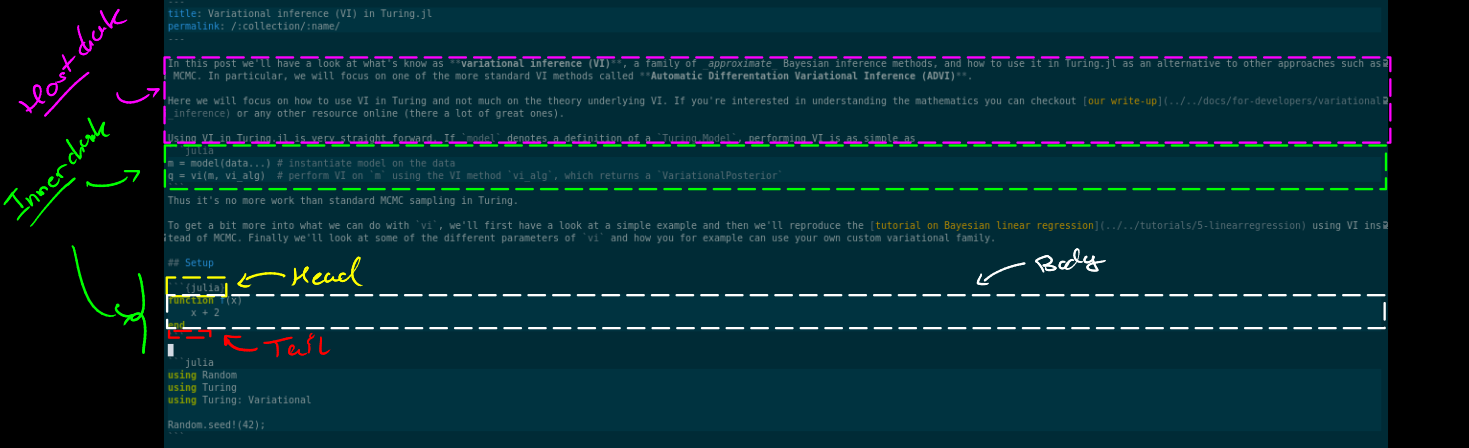 ---
title: Variational inference (VI) in Turing.jl
permalink: /:collection/:name/
---
Host chunk
In this post we'll have a look at what's know as **variational inference (VI)**, a family of _approximate_ Bayesian inference methods, and how to use it in Turing.jl as an alternative to other approaches such as
MCMC. In particular, we will focus on one of the more standard VI methods called **Automatic Differentation Variational Inference (ADVI)**.
Here we will focus on how to use VI in Turing and not much on the theory underlying VI. If you're interested in understanding the mathematics you can checkout [our write-up](../../docs/for-developers/variational
_inference) or any other resource online (there a lot of great ones).
Using VI in Turing.jl is very straight forward. If `model` denotes a definition of a `Turing.Model`, performing VI is as simple as
Inner chunk
```julia
m = model(data...) # instantiate model on the data
q = vi(m, vi_alg)  # perform VI on `m` using the VI method `vi_alg`, which returns a `VariationalPosterior`
```
Thus it's no more work than standard MCMC sampling in Turing.
To get a bit more into what we can do with `vi`, we'll first have a look at a simple example and then we'll reproduce the [tutorial on Bayesian linear regression](../../tutorials/5-linearregression) using VI ins
tead of MCMC. Finally we'll look at some of the different parameters of `vi` and how you for example can use your own custom variational family.
## Setup
Head
Body
```{julia}
function f(x)
x + 2
end
Tail
```julia
using Random
using Turing
using Turing: Variational
Random.seed!(42);
```